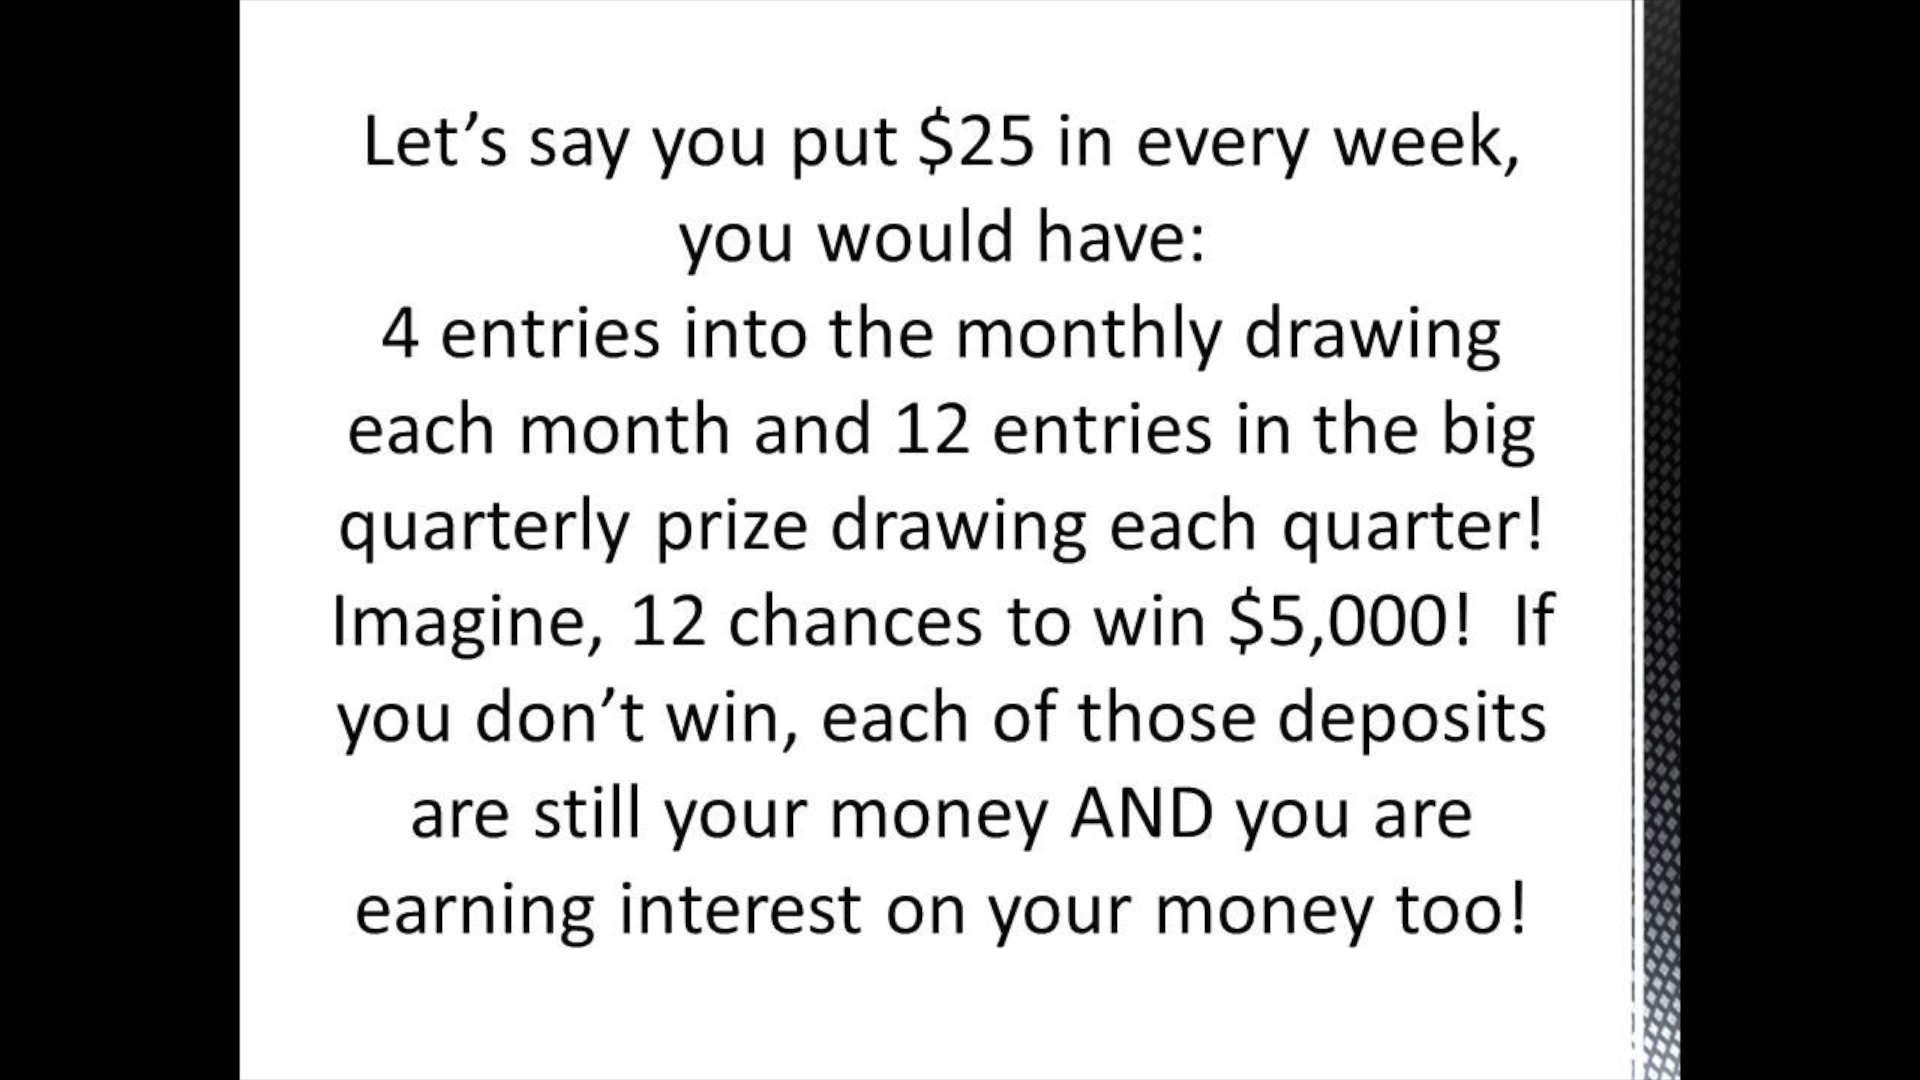 Let’s say you put $25 in every week,
you would have:
4 entries into the monthly drawing
each month and 12 entries in the big
quarterly prize drawing each quarter!
Imagine, 12 chances to win $5,000!  If
you don’t win, each of those deposits
are still your money AND you are
earning interest on your money too!